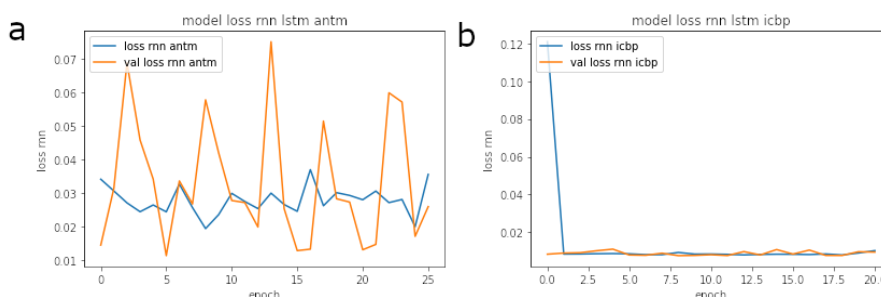 a
model loss rnn lstm antm
loss rnn antm
val loss rnn antm
loss rnn
0.07
0.06
0.05
0.04
0.03
0.02
0.01
0 5 10 15 20 25
epoch
b
model loss rnn lstm icbp
loss rnn icbp
val loss rnn icbp
loss rnn
0.12
0.10
0.08
0.06
0.04
0.02
0.0 2.5 5.0 7.5 10.0 12.5 15.0 17.5 20.0
epoch